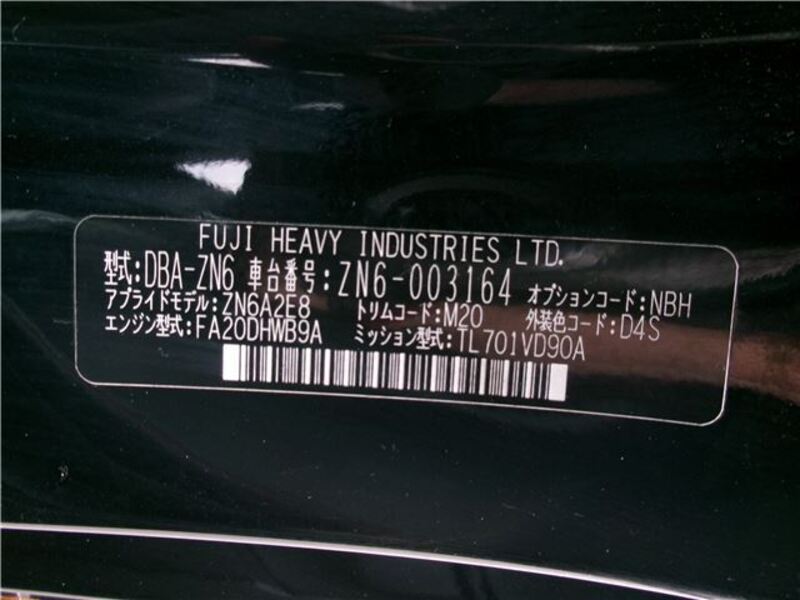 FUJI HEAVY INDUSTRIES LTD.
型式:DBA-ZN6 車台番号:ZN6-003164 オプションコード:NBH
アプライドモデル:ZN6A2E8 トリムコード:M20 外装色コード:D4S
エンジン型式:FA20DHWB9A ミッション型式:TL701VD90A